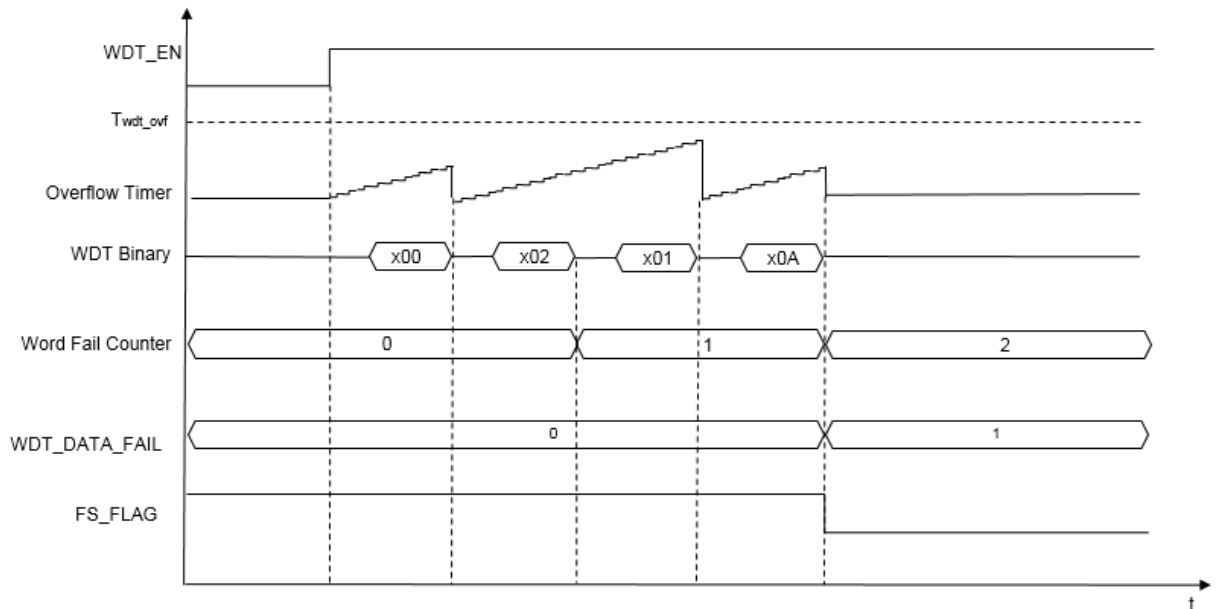 WDT_EN
Twdt_ovf
Overflow Timer
WDT Binary x00 x02 x01 x0A
Word Fail Counter 0 1 2
WDT_DATA_FAIL 0 1
FS_FLAG
t